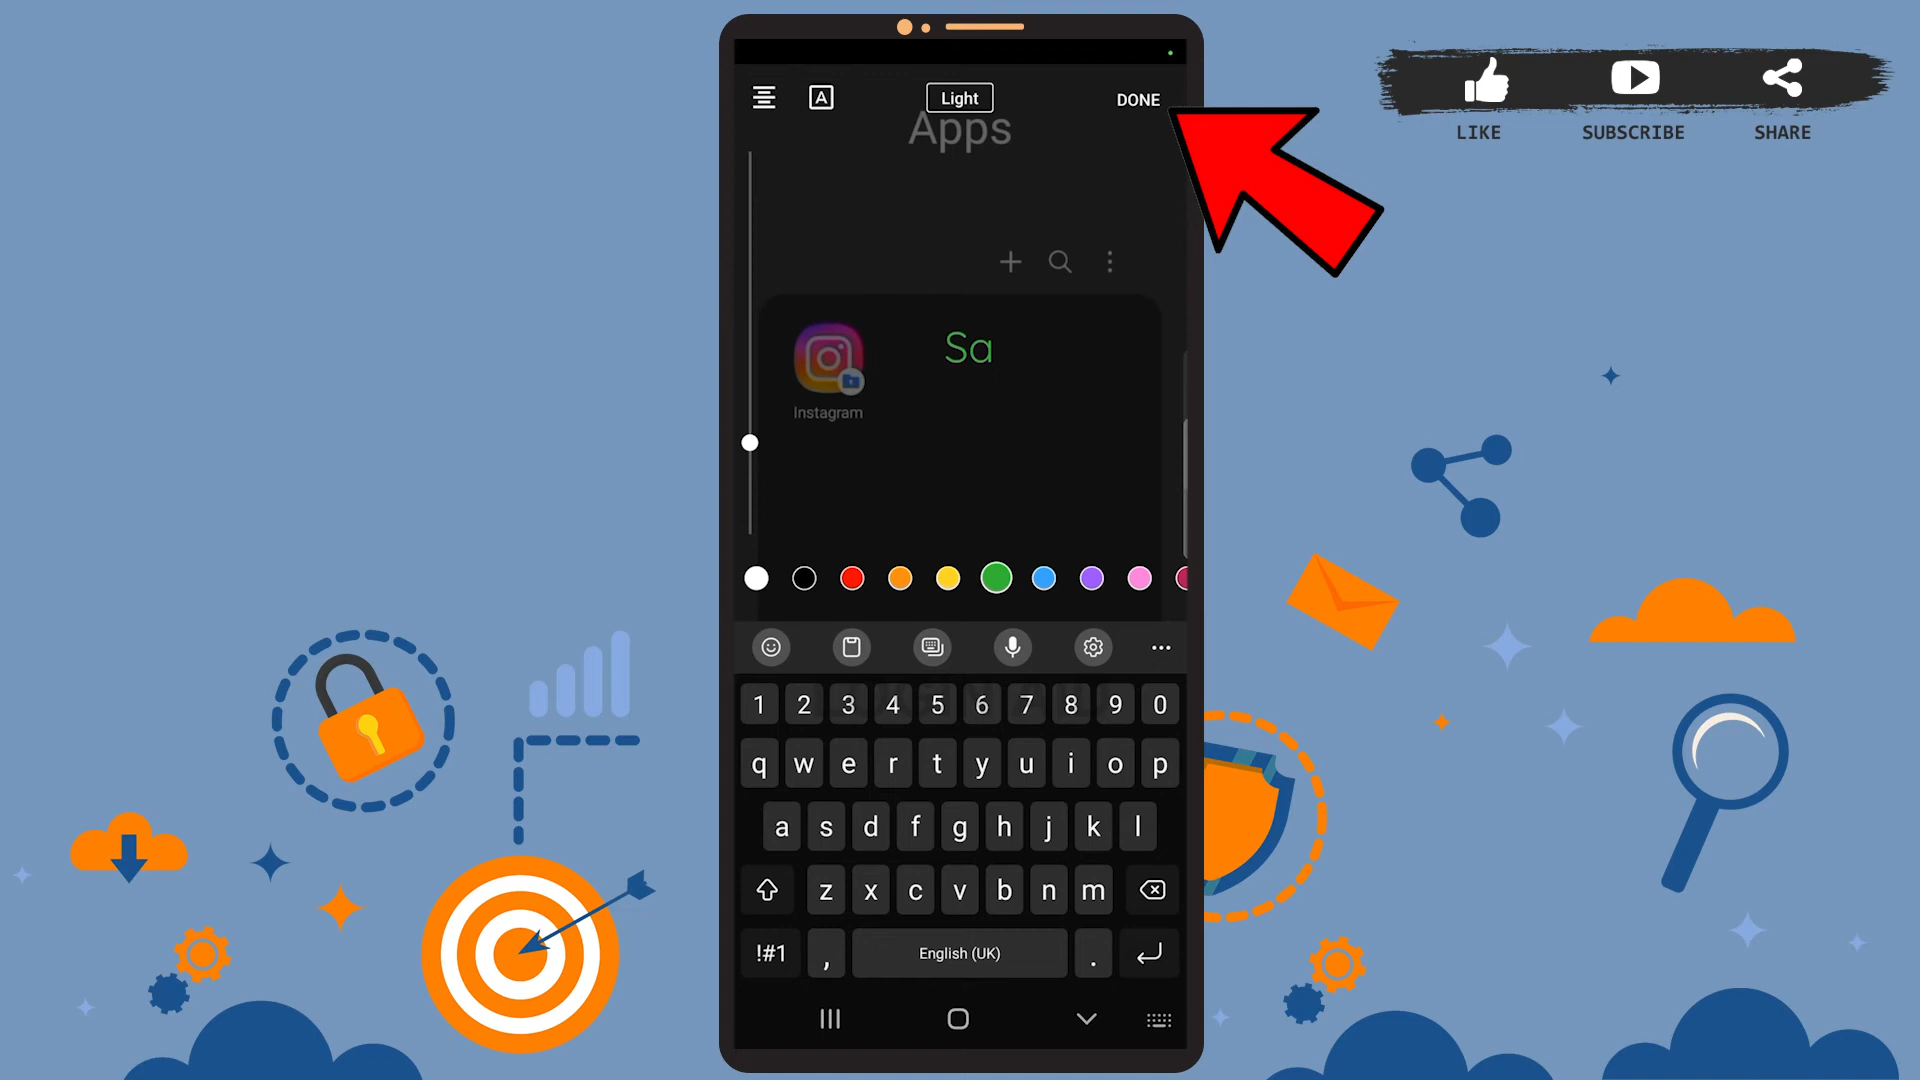 Light
DONE
Apps
Sa
Instagram
1 2 3 4 5 6 7 8 9 0
q w e r t y u i o p
a s d f g h j k l
z x c v b n m
!#1 , English (UK) .
LIKE SUBSCRIBE SHARE
A